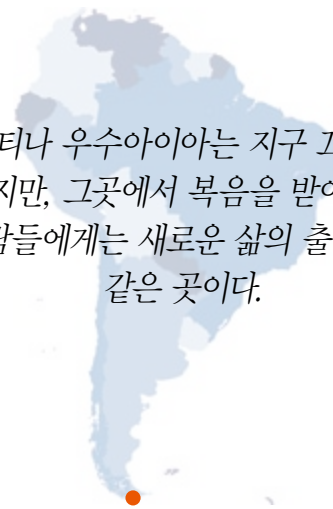 티나 우수아이아는 지구 그
지만, 그곳에서 복음을 받아
람들에게는 새로운 삶의 출
같은 곳이다.